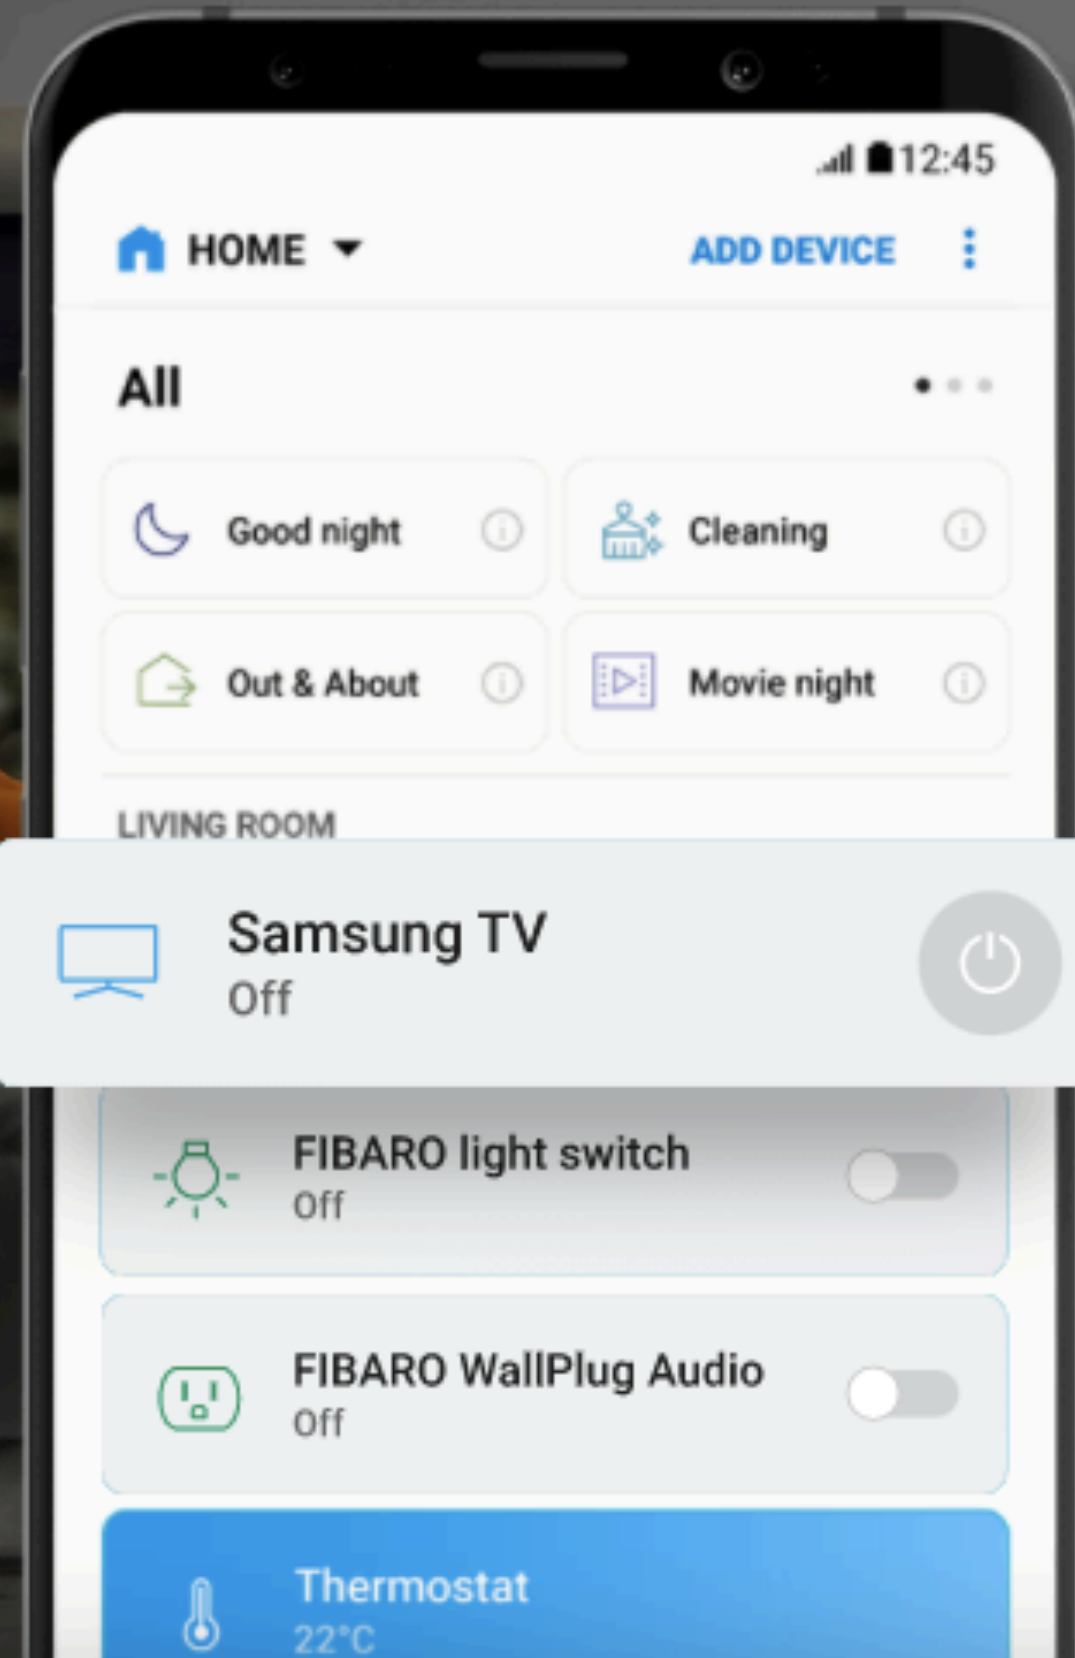 12:45
HOME ADD DEVICE
All
Good night Cleaning
Out & About Movie night
LIVING ROOM
Samsung TV
Off
FIBARO light switch
Off
FIBARO WallPlug Audio
Off
Thermostat
22°C